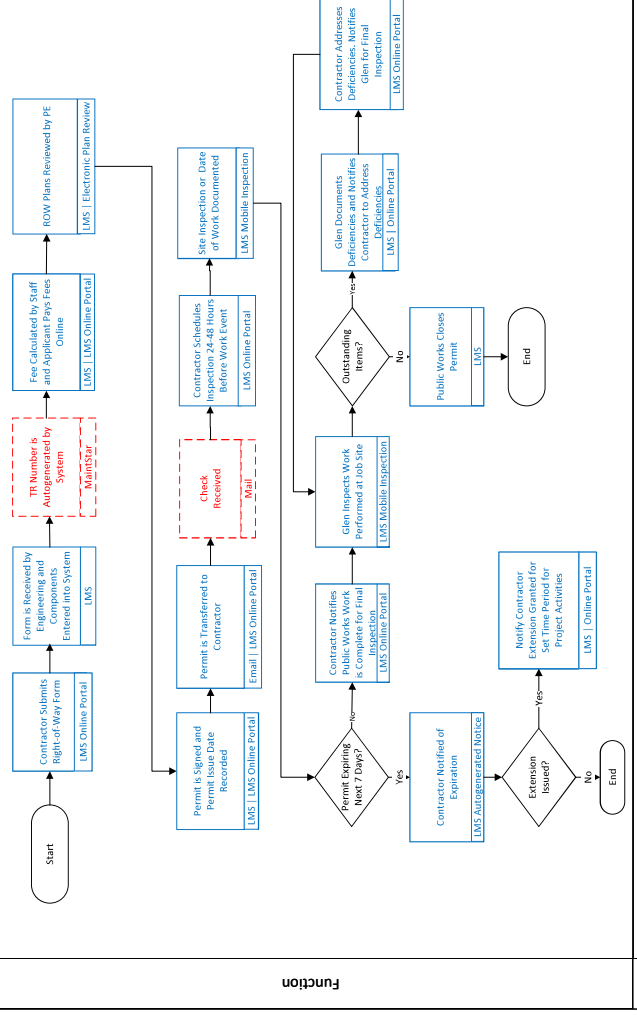 Function
Start
Contractor Submits
Right-of-Way Form
LMS Online Portal
Form is Received by
Engineering and
Components
Entered into System
LMS
TR Number is
Autogenerated by
System
MaintStar
Fee Calculated by Staff
and Applicant Pays Fees
Online
LMS | LMS Online Portal
ROW Plans Reviewed by PE
LMS | Electronic Plan Review
Permit is Signed and
Permit Issue Date
Recorded
LMS | LMS Online Portal
Permit is Transferred to
Contractor
Email | LMS Online Portal
Check
Received
Mail
Contractor Schedules
Inspection 24-48 Hours
Before Work Event
LMS Online Portal
Site Inspection or Date
of Work Documented
LMS Mobile Inspection
Permit Expiring
Next 7 Days?
No
Contractor Notifies
Public Works Work
is Complete for Final
Inspection
LMS Online Portal
Glen Inspects Work
Performed at Job Site
LMS Mobile Inspection
Outstanding
Items?
Yes
Glen Documents
Deficiencies and Notifies
Contractor to Address
Deficiencies
LMS | Online Portal
Contractor Addresses
Deficiencies. Notifies
Glen for Final
Inspection
LMS Online Portal
Yes
Contractor Notified of
Expiration
LMS Autogenerated Notice
No
Public Works Closes
Permit
LMS
End
Extension
Issued?
Yes
Notify Contractor
Extension Granted for
Set Time Period for
Project Activities
LMS | Online Portal
No
End